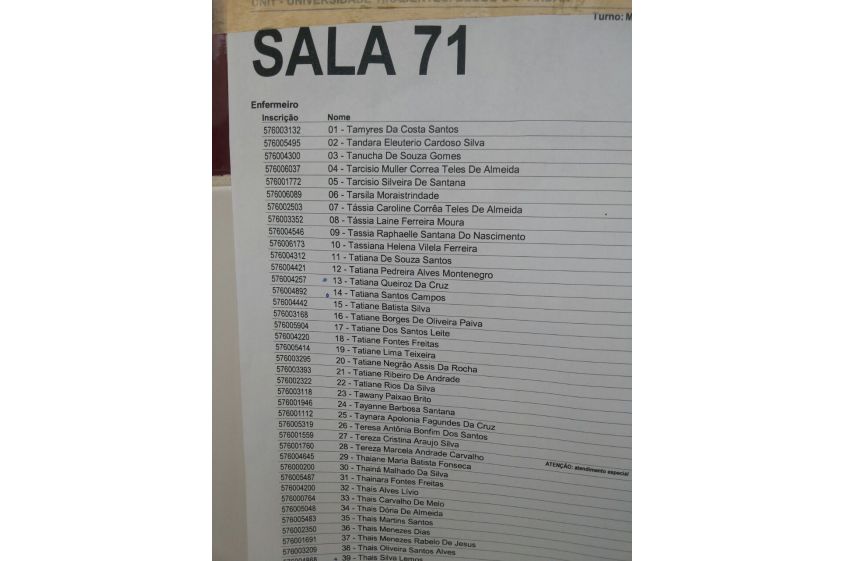 UNIT - UNIVERSIDADE TIRADENTES
Turno: M
SALA 71
Enfermeiro
Inscrição Nome
576003132 01 - Tamyres Da Costa Santos
576005495 02 - Tandara Eleuterio Cardoso Silva
576004300 03 - Tanucha De Souza Gomes
576006037 04 - Tarcisio Muller Correa Teles De Almeida
576001772 05 - Tarcisio Silveira De Santana
576006089 06 - Tarsila Moraistrindade
576002503 07 - Tássia Caroline Corrêa Teles De Almeida
576003352 08 - Tássia Laine Ferreira Moura
576004546 09 - Tassia Raphaelle Santana Do Nascimento
576006173 10 - Tassiana Helena Vilela Ferreira
576004312 11 - Tatiana De Souza Santos
576004421 12 - Tatiana Pedreira Alves Montenegro
576004257 13 - Tatiana Queiroz Da Cruz
576004892 14 - Tatiana Santos Campos
576004442 15 - Tatiane Batista Silva
576003168 16 - Tatiane Borges De Oliveira Paiva
576005904 17 - Tatiane Dos Santos Leite
576004220 18 - Tatiane Fontes Freitas
576005414 19 - Tatiane Lima Teixeira
576003295 20 - Tatiane Negrão Assis Da Rocha
576003393 21 - Tatiane Ribeiro De Andrade
576002322 22 - Tatiane Rios Da Silva
576003118 23 - Tawany Paixao Brito
576001946 24 - Tayanne Barbosa Santana
576001112 25 - Taynara Apolonia Fagundes Da Cruz
576005319 26 - Teresa Antônia Bonfim Dos Santos
576001559 27 - Tereza Cristina Araujo Silva
576001760 28 - Tereza Marcela Andrade Carvalho
576004645 29 - Thaiane Maria Batista Fonseca ATENÇÃO: atendimento especial
576000200 30 - Thainá Malhado Da Silva
576005487 31 - Thainara Fontes Freitas
576004200 32 - Thais Alves Lívio
576000764 33 - Thais Carvalho De Melo
576005048 34 - Thais Dória De Almeida
576005483 35 - Thais Martins Santos
576002350 36 - Thais Menezes Dias
576001691 37 - Thais Menezes Rabelo De Jesus
576003209 38 - Thais Oliveira Santos Alves
39 - Thais Silva Lemos